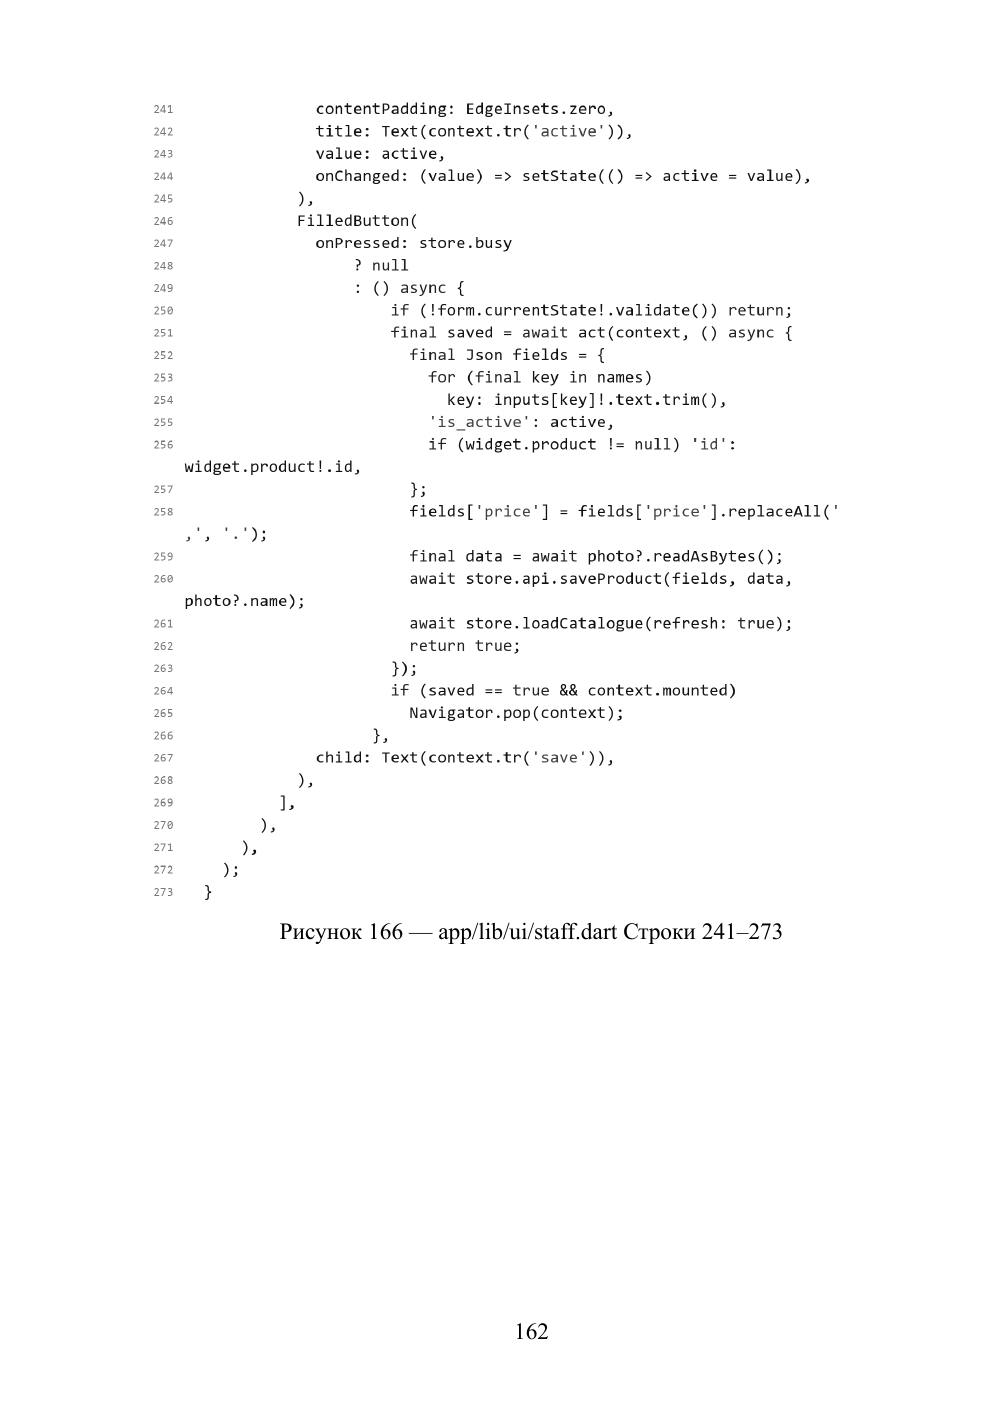 241               contentPadding: EdgeInsets.zero,
242               title: Text(context.tr('active')),
243               value: active,
244               onChanged: (value) => setState(() => active = value),
245             ),
246             FilledButton(
247               onPressed: store.busy
248                   ? null
249                   : () async {
250                       if (!form.currentState!.validate()) return;
251                       final saved = await act(context, () async {
252                         final Json fields = {
253                           for (final key in names)
254                             key: inputs[key]!.text.trim(),
255                           'is_active': active,
256                           if (widget.product != null) 'id':
widget.product!.id,
257                         };
258                         fields['price'] = fields['price'].replaceAll('
,', '.');
259                         final data = await photo?.readAsBytes();
260                         await store.api.saveProduct(fields, data,
photo?.name);
261                         await store.loadCatalogue(refresh: true);
262                         return true;
263                       });
264                       if (saved == true && context.mounted)
265                         Navigator.pop(context);
266                     },
267               child: Text(context.tr('save')),
268             ),
269           ],
270         ),
271       ),
272     );
273   }
Рисунок 166 — app/lib/ui/staff.dart Строки 241–273
162